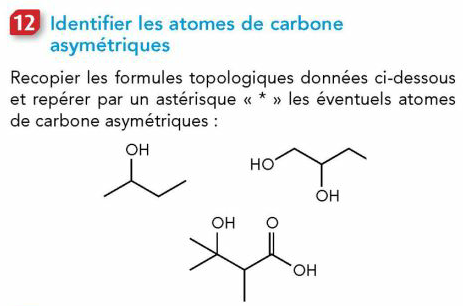 12 Identifier les atomes de carbone
asymétriques
Recopier les formules topologiques données ci-dessous
et repérer par un astérisque « * » les éventuels atomes
de carbone asymétriques :
OH
HO
OH
OH O
OH